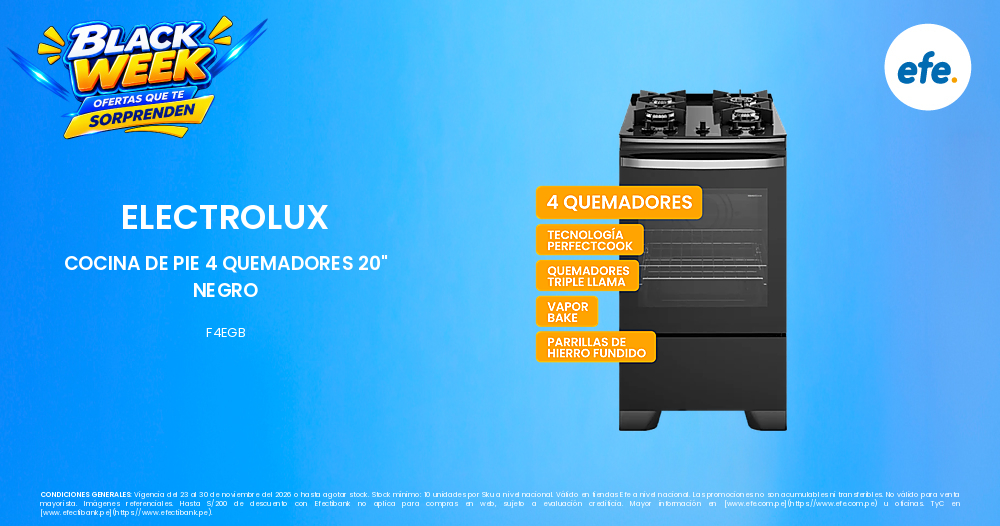 BLACK
WEEK
OFERTAS QUE TE
SORPRENDEN
efe.
ELECTROLUX
COCINA DE PIE 4 QUEMADORES 20"
NEGRO
F4EGB
4 QUEMADORES
TECNOLOGÍA
PERFECTCOOK
QUEMADORES
TRIPLE LLAMA
VAPOR
BAKE
PARRILLAS DE
HIERRO FUNDIDO
CONDICIONES GENERALES: Vigencia del 23 al 30 de noviembre del 2026 o hasta agotar stock. Stock mínimo: 10 unidades por Sku a nivel nacional. Válido en tiendas Efe a nivel nacional. Las promociones no son acumulables ni transferibles. No válido para venta
mayorista. Imágenes referenciales. Hasta S/200 de descuento con Efectibank no aplica para compras en web, sujeto a evaluación crediticia. Mayor información en [www.efe.com.pe](https://www.efe.com.pe) u oficinas. TyC en
[www.efectibank.pe](https://www.efectibank.pe).